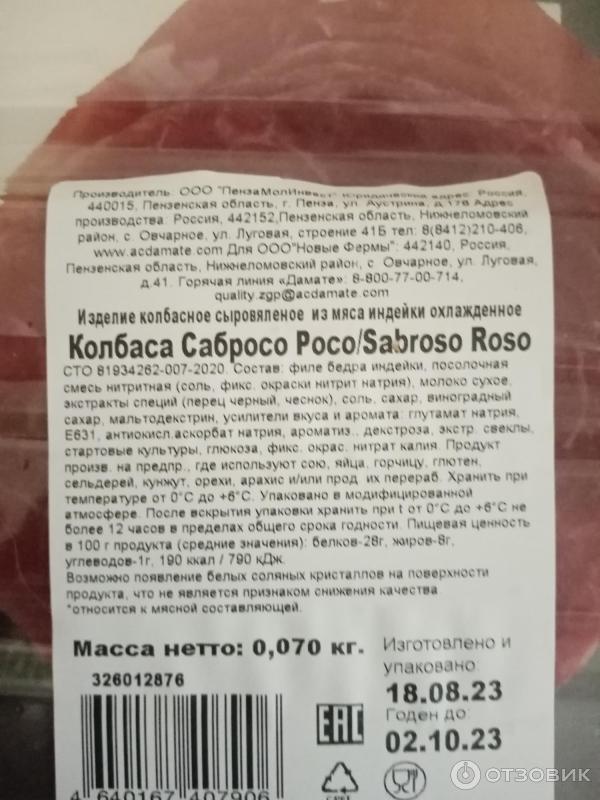 Производитель: ООО "ПензаМолИнвест" Юридический адрес: Россия,
440015, Пензенская область, г. Пенза, ул. Аустрина, д.178 Адрес
производства: Россия, 442152,Пензенская область, Нижнеломовский
район, с. Овчарное, ул. Луговая, строение 41Б тел: 8(8412)210-406,
www.acdamate.com Для ООО"Новые Фермы": 442140, Россия,
Пензенская область, Нижнеломовский район, с Овчарное, ул. Луговая,
д.41. Горячая линия «Дамате»: 8-800-77-00-714,
quality.zgp@acdamate.com
Изделие колбасное сыровяленое из мяса индейки охлажденное
Колбаса Сабросо Росо/Sabroso Roso
СТО 81934262-007-2020. Состав: филе бедра индейки, посолочная
смесь нитритная (соль, фикс. окраски нитрит натрия), молоко сухое,
экстракты специй (перец черный, чеснок), соль, сахар, виноградный
сахар, мальтодекстрин, усилители вкуса и аромата: глутамат натрия,
Е631, антиокисл.аскорбат натрия, ароматиз., декстроза, экстр. свеклы,
стартовые культуры, глюкоза, фикс. окрас. нитрат калия. Продукт
произв. на предпр., где используют сою, яйца, горчицу, глютен,
сельдерей, кунжут, орехи, арахис и/или прод. их перераб. Хранить при
температуре от 0°С до +6°С. Упаковано в модифицированной
атмосфере. После вскрытия упаковки хранить при t от 0°С до +6°С не
более 12 часов в пределах общего срока годности. Пищевая ценность
в 100 г продукта (средние значения): белков-28г, жиров-8г,
углеводов-1г, 190 ккал / 790 кДж.
Возможно появление белых соляных кристаллов на поверхности
продукта, что не является признаком снижения качества.
*относится к мясной составляющей.
Масса нетто: 0,070 кг.
326012876
Изготовлено и
упаковано:
18.08.23
Годен до:
02.10.23
EAC
4 640167 407906
ОТЗОВИК